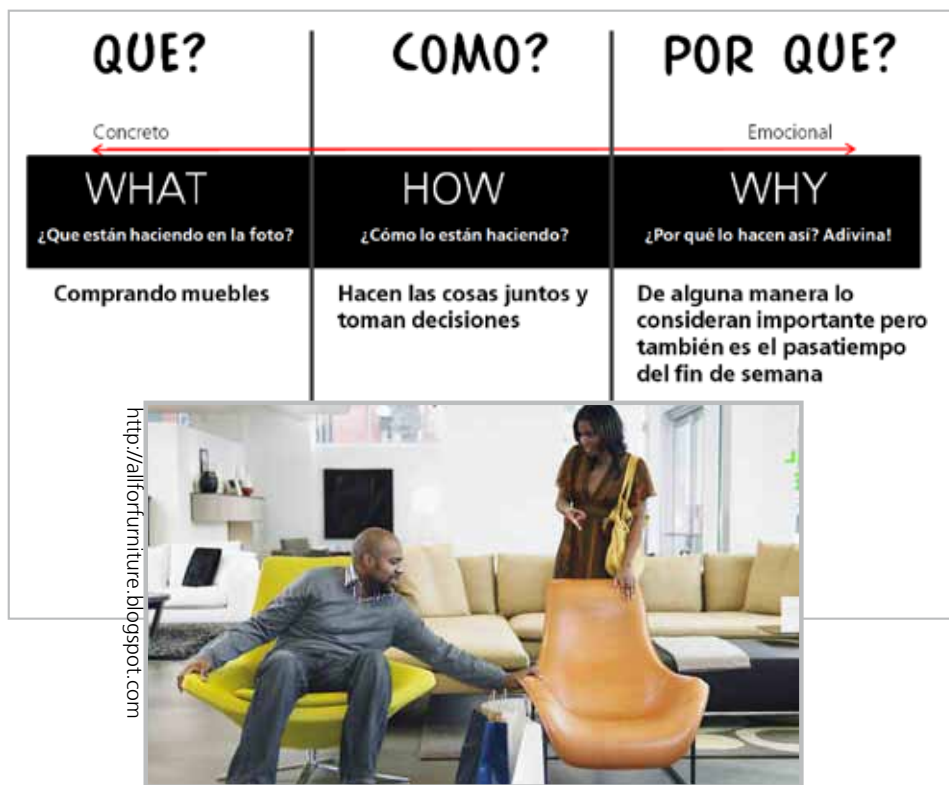 QUE?
COMO?
POR QUE?
Concreto
Emocional
WHAT
HOW
WHY
¿Que están haciendo en la foto?
¿Cómo lo están haciendo?
¿Por qué lo hacen así? Adivina!
Comprando muebles
Hacen las cosas juntos y
toman decisiones
De alguna manera lo
consideran importante pero
también es el pasatiempo
del fin de semana
http://allforfurniture.blogspot.com